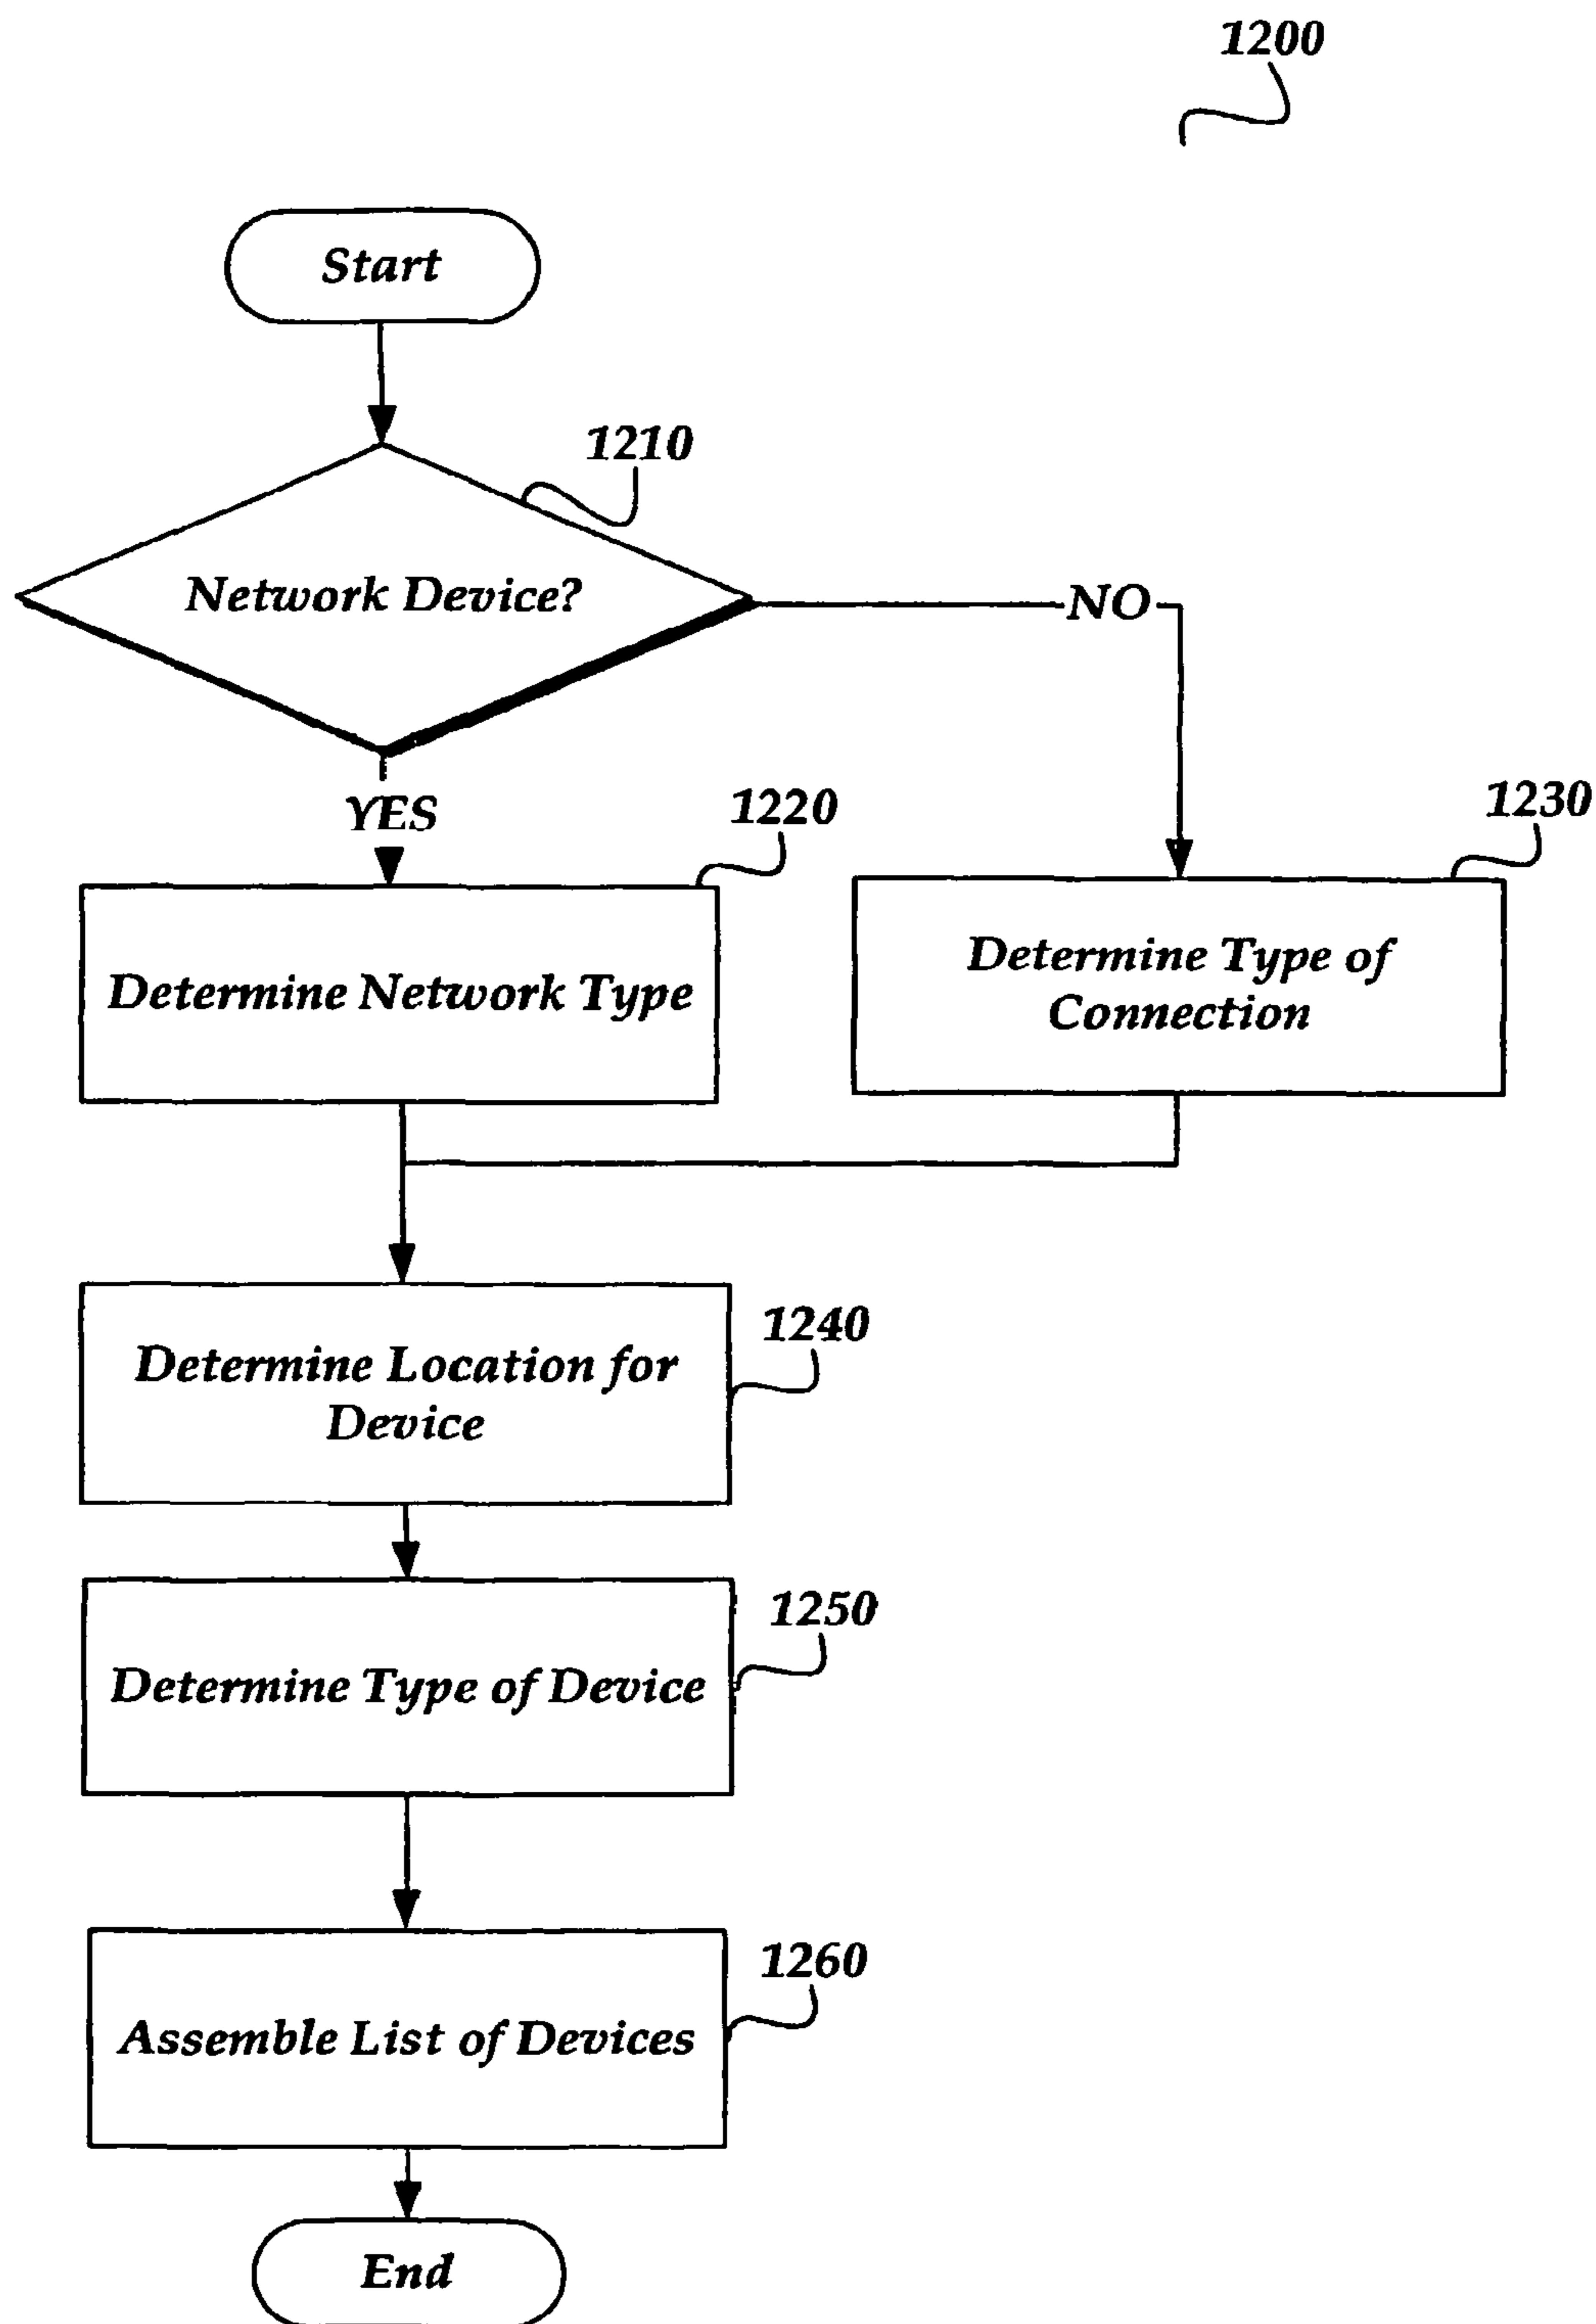 1200
Start
1210
Network Device?
NO
YES
1220
1230
Determine Network Type
Determine Type of
Connection
1240
Determine Location for
Device
1250
Determine Type of Device
1260
Assemble List of Devices
End